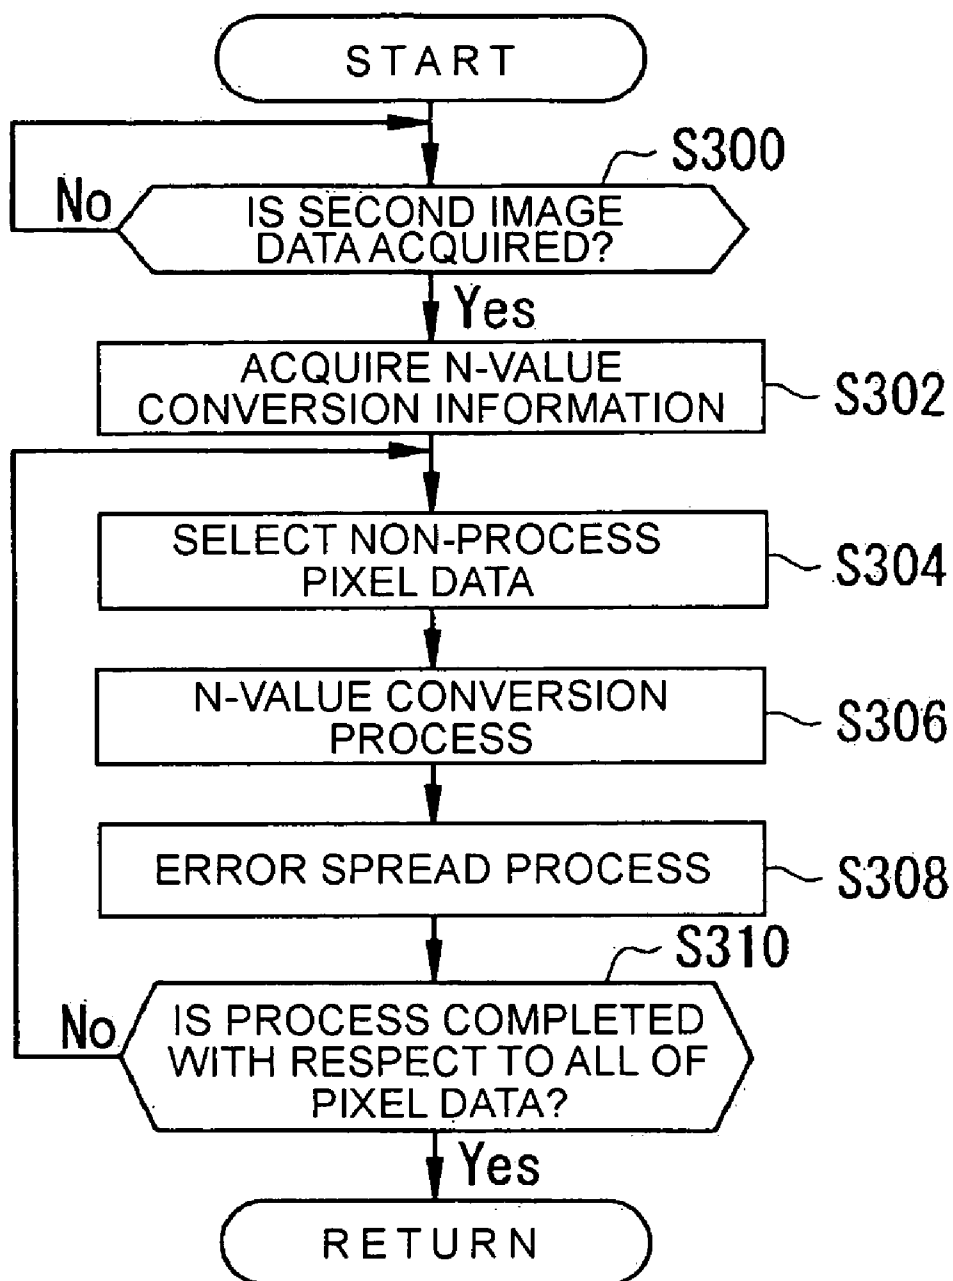 START
S300
No
IS SECOND IMAGE
DATA ACQUIRED?
Yes
ACQUIRE N-VALUE
CONVERSION INFORMATION
S302
SELECT NON-PROCESS
PIXEL DATA
S304
N-VALUE CONVERSION
PROCESS
S306
ERROR SPREAD PROCESS
S308
S310
No
IS PROCESS COMPLETED
WITH RESPECT TO ALL OF
PIXEL DATA?
Yes
RETURN